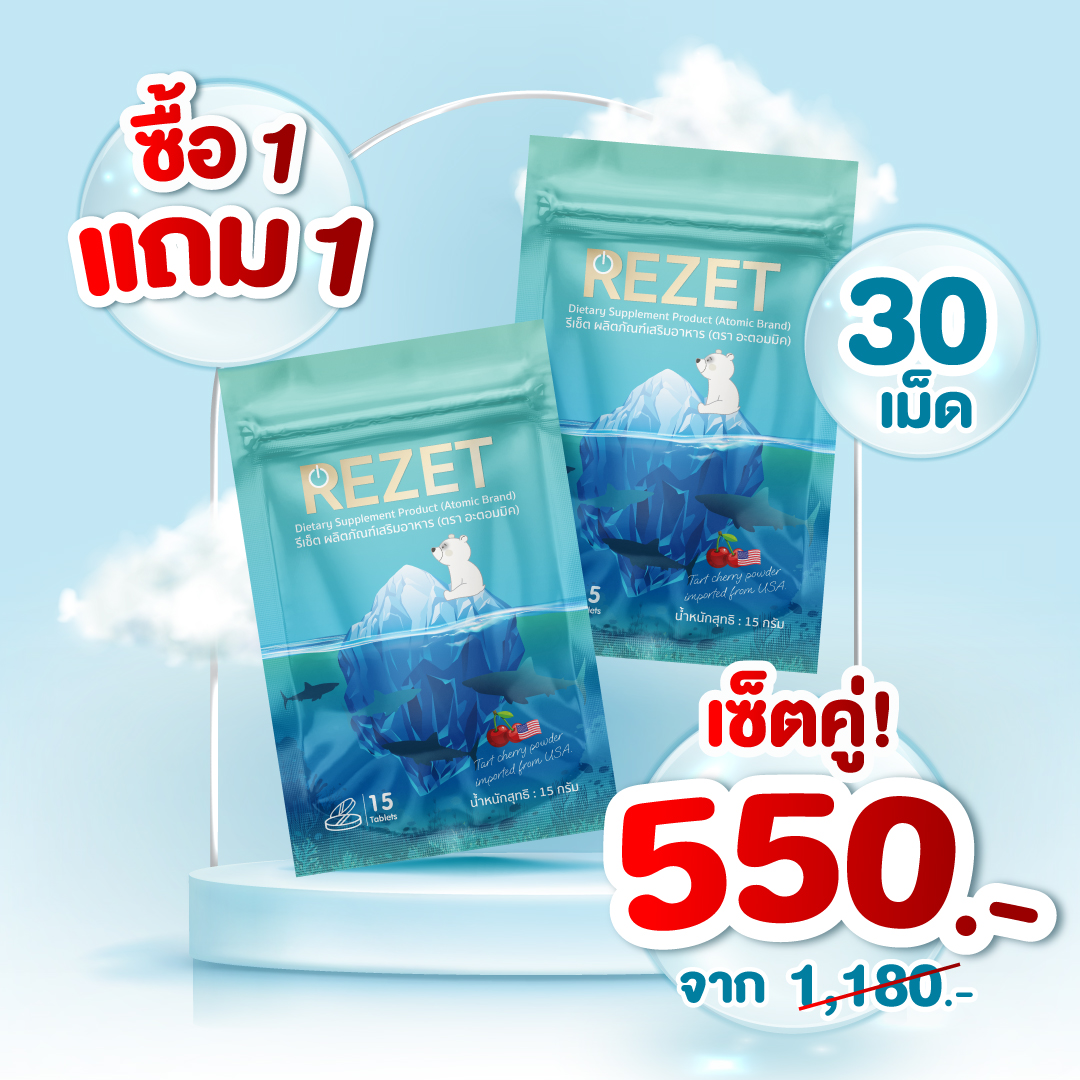 ซื้อ 1
แถม 1
REZET
Dietary Supplement Product (Atomic Brand)
รีเซ็ต ผลิตภัณฑ์เสริมอาหาร (ตรา อะตอมมิค)
Tart cherry powder
imported from USA.
5
lets
น้ำหนักสุทธิ : 15 กรัม
30
เม็ด
REZET
Dietary Supplement Product (Atomic Brand)
รีเซ็ต ผลิตภัณฑ์เสริมอาหาร (ตรา อะตอมมิค)
Tart cherry powder
imported from USA.
15
Tablets
น้ำหนักสุทธิ : 15 กรัม
เซ็ตคู่!
550.-
จาก 1,180.-